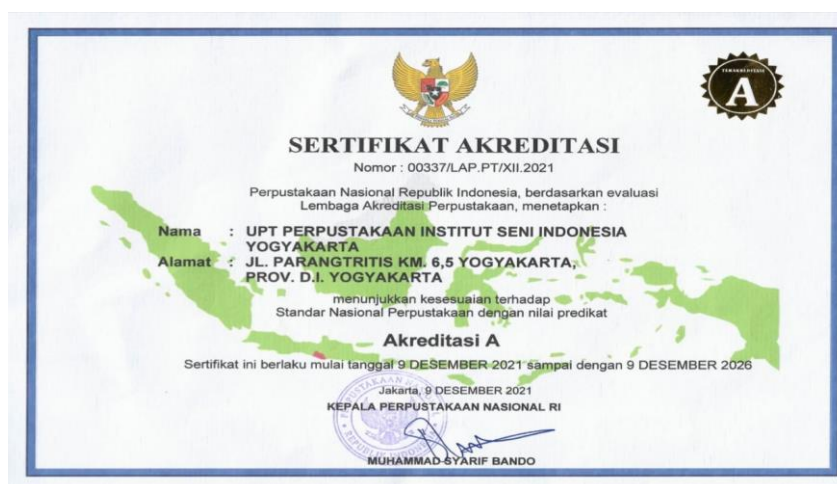 TERAKREDITASI
A
SERTIFIKAT AKREDITASI
Nomor : 00337/LAP.PT/XII.2021
Perpustakaan Nasional Republik Indonesia, berdasarkan evaluasi
Lembaga Akreditasi Perpustakaan, menetapkan :
Nama : UPT PERPUSTAKAAN INSTITUT SENI INDONESIA
YOGYAKARTA
Alamat : JL. PARANGTRITIS KM. 6,5 YOGYAKARTA,
PROV. D.I. YOGYAKARTA
menunjukkan kesesuaian terhadap
Standar Nasional Perpustakaan dengan nilai predikat
Akreditasi A
Sertifikat ini berlaku mulai tanggal 9 DESEMBER 2021 sampai dengan 9 DESEMBER 2026
Jakarta, 9 DESEMBER 2021
KEPALA PERPUSTAKAAN NASIONAL RI
MUHAMMAD SYARIF BANDO